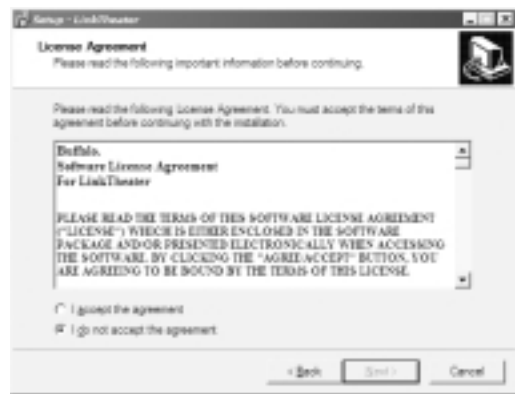 Setup - LinkTheater
License Agreement
Please read the following important information before continuing.
Please read the following License Agreement. You must accept the terms of this
agreement before continuing with the installation.
Buffalo.
Software License Agreement
For LinkTheater
PLEASE READ THE TERMS OF THIS SOFTWARE LICENSE AGREEMENT
("LICENSE") WHICH IS EITHER ENCLOSED IN THE SOFTWARE
PACKAGE AND/OR PRESENTED ELECTRONICALLY WHEN ACCESSING
THE SOFTWARE. BY CLICKING THE "AGREE/ACCEPT" BUTTON, YOU
ARE AGREEING TO BE BOUND BY THE TERMS OF THIS LICENSE.
I accept the agreement
I do not accept the agreement
< Back Next > Cancel